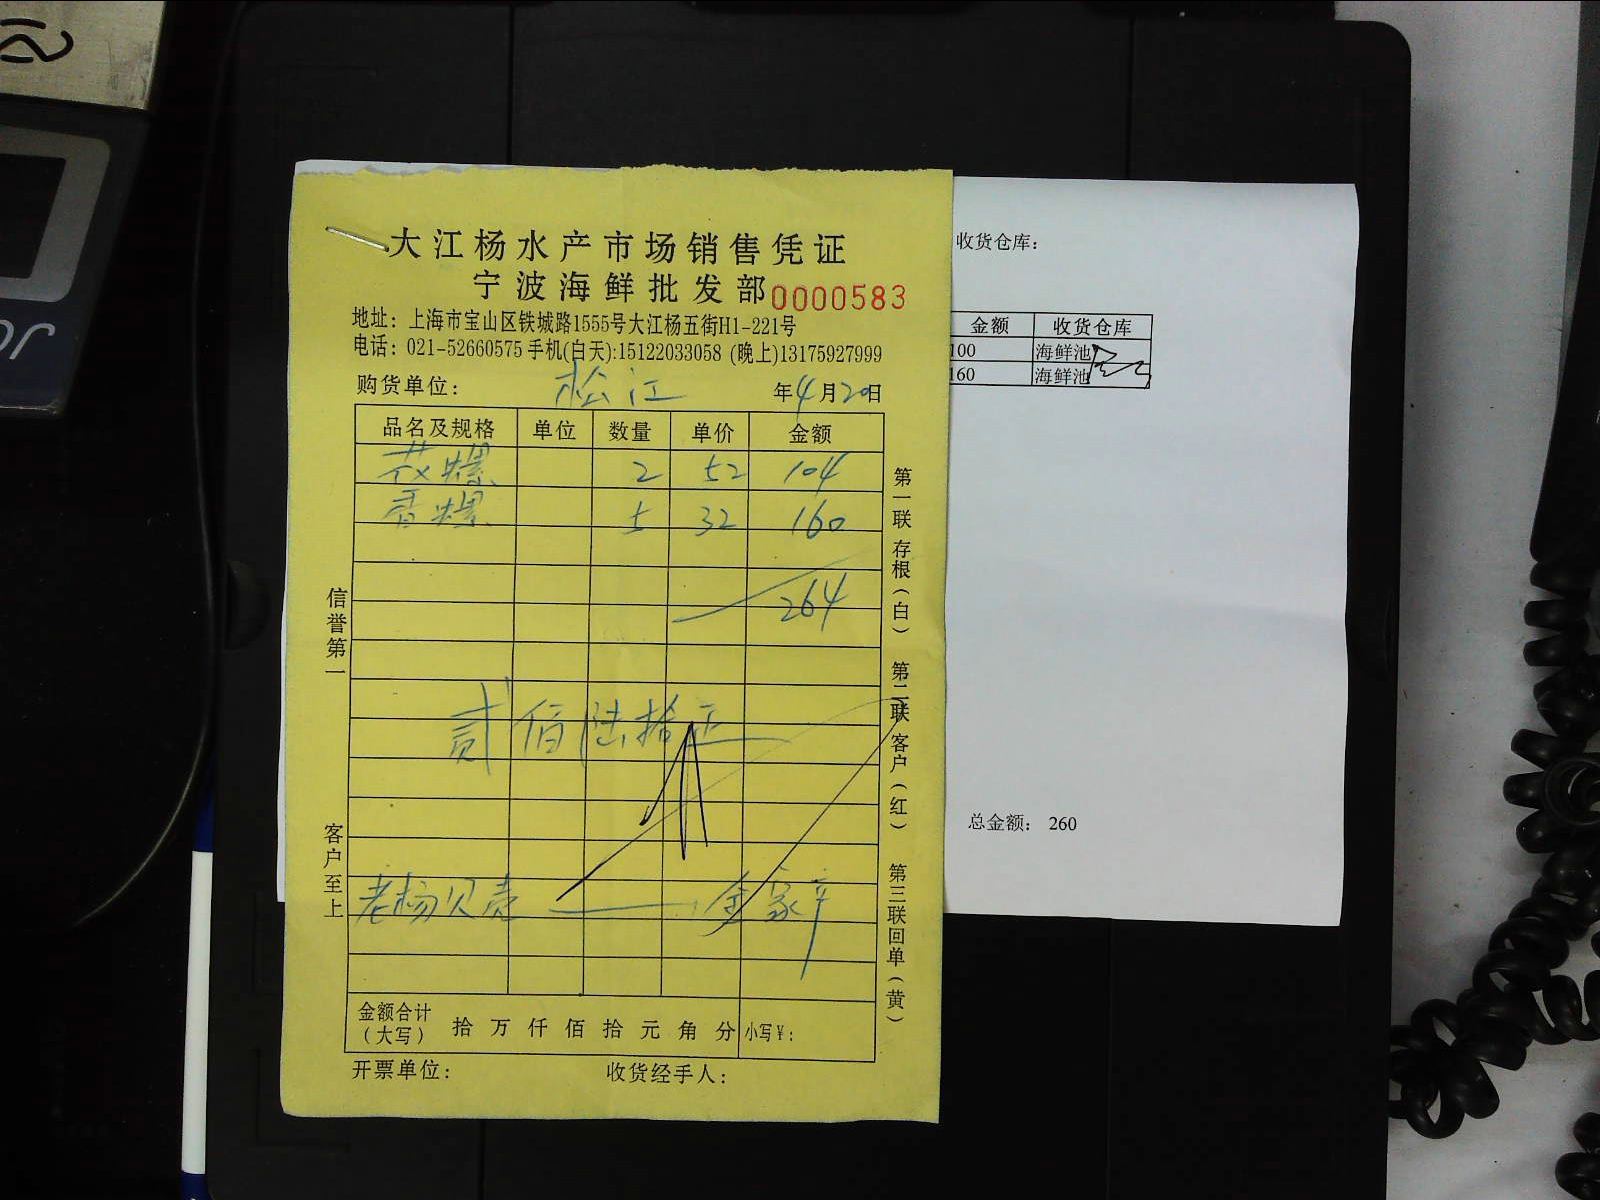 大江杨水产市场销售凭证
宁波海鲜批发部 0000583
地址：上海市宝山区铁城路1555号大江杨五街H1-221号
电话：021-52660575 手机(白天):15122033058 (晚上)13175927999
购货单位： 松江 年4月20日
品名及规格 单位 数量 单价 金额
花螺 2 52 104
香螺 5 32 160
264
贰佰陆拾正
老杨贝壳
金额合计（大写） 拾 万 仟 佰 拾 元 角 分 小写¥：
开票单位： 收货经手人：
信誉第一
客户至上
第一联存根（白） 第二联客户（红） 第三联回单（黄）
收货仓库：
金额 收货仓库
100 海鲜池
160 海鲜池
总金额： 260